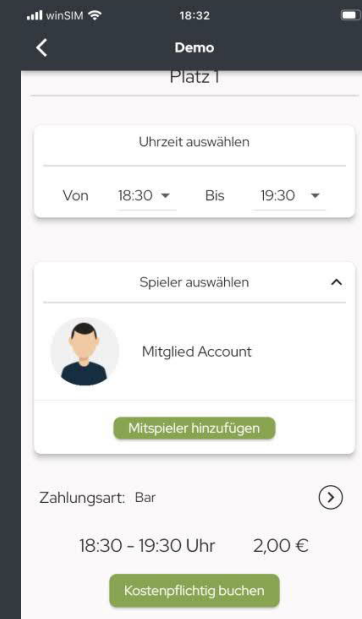 winSIM 18:32
Demo
Platz 1
Uhrzeit auswählen
Von 18:30 Bis 19:30
Spieler auswählen
Mitglied Account
Mitspieler hinzufügen
Zahlungsart: Bar
18:30 - 19:30 Uhr 2,00 €
Kostenpflichtig buchen